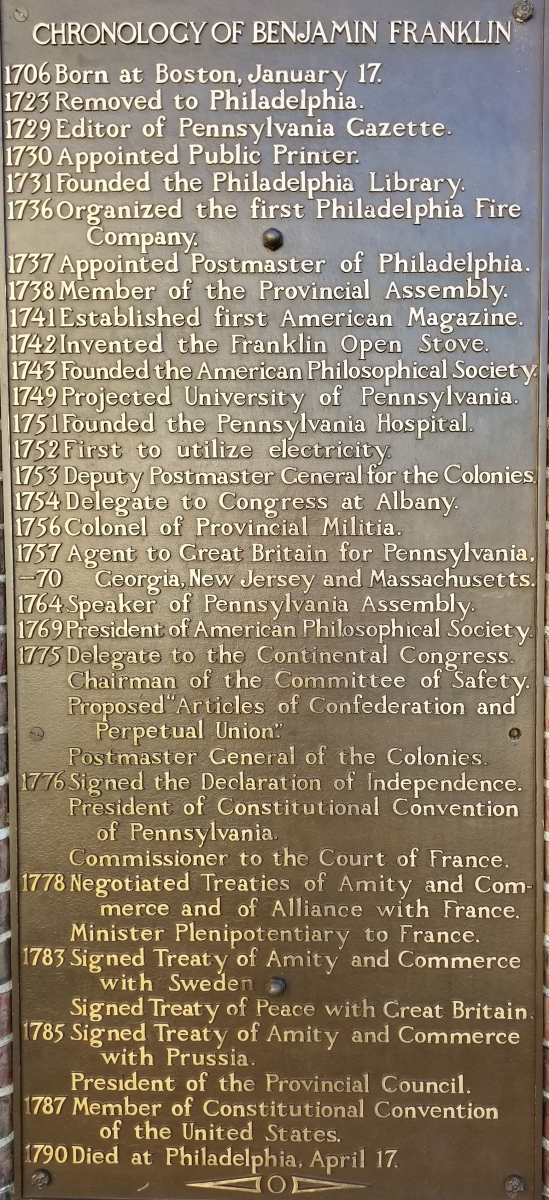 CHRONOLOGY OF BENJAMIN FRANKLIN
1706 Born at Boston, January 17.
1723 Removed to Philadelphia.
1729 Editor of Pennsylvania Gazette.
1730 Appointed Public Printer.
1731 Founded the Philadelphia Library.
1736 Organized the first Philadelphia Fire
Company.
1737 Appointed Postmaster of Philadelphia.
1738 Member of the Provincial Assembly.
1741 Established first American Magazine.
1742 Invented the Franklin Open Stove.
1743 Founded the American Philosophical Society.
1749 Projected University of Pennsylvania.
1751 Founded the Pennsylvania Hospital.
1752 First to utilize electricity.
1753 Deputy Postmaster General for the Colonies.
1754 Delegate to Congress at Albany.
1756 Colonel of Provincial Militia.
1757 Agent to Great Britain for Pennsylvania,
–70 Georgia, New Jersey and Massachusetts.
1764 Speaker of Pennsylvania Assembly.
1769 President of American Philosophical Society.
1775 Delegate to the Continental Congress.
Chairman of the Committee of Safety.
Proposed "Articles of Confederation and
Perpetual Union".
Postmaster General of the Colonies.
1776 Signed the Declaration of Independence.
President of Constitutional Convention
of Pennsylvania.
Commissioner to the Court of France.
1778 Negotiated Treaties of Amity and Com-
merce and of Alliance with France.
Minister Plenipotentiary to France.
1783 Signed Treaty of Amity and Commerce
with Sweden
Signed Treaty of Peace with Great Britain.
1785 Signed Treaty of Amity and Commerce
with Prussia.
President of the Provincial Council.
1787 Member of Constitutional Convention
of the United States.
1790 Died at Philadelphia, April 17.